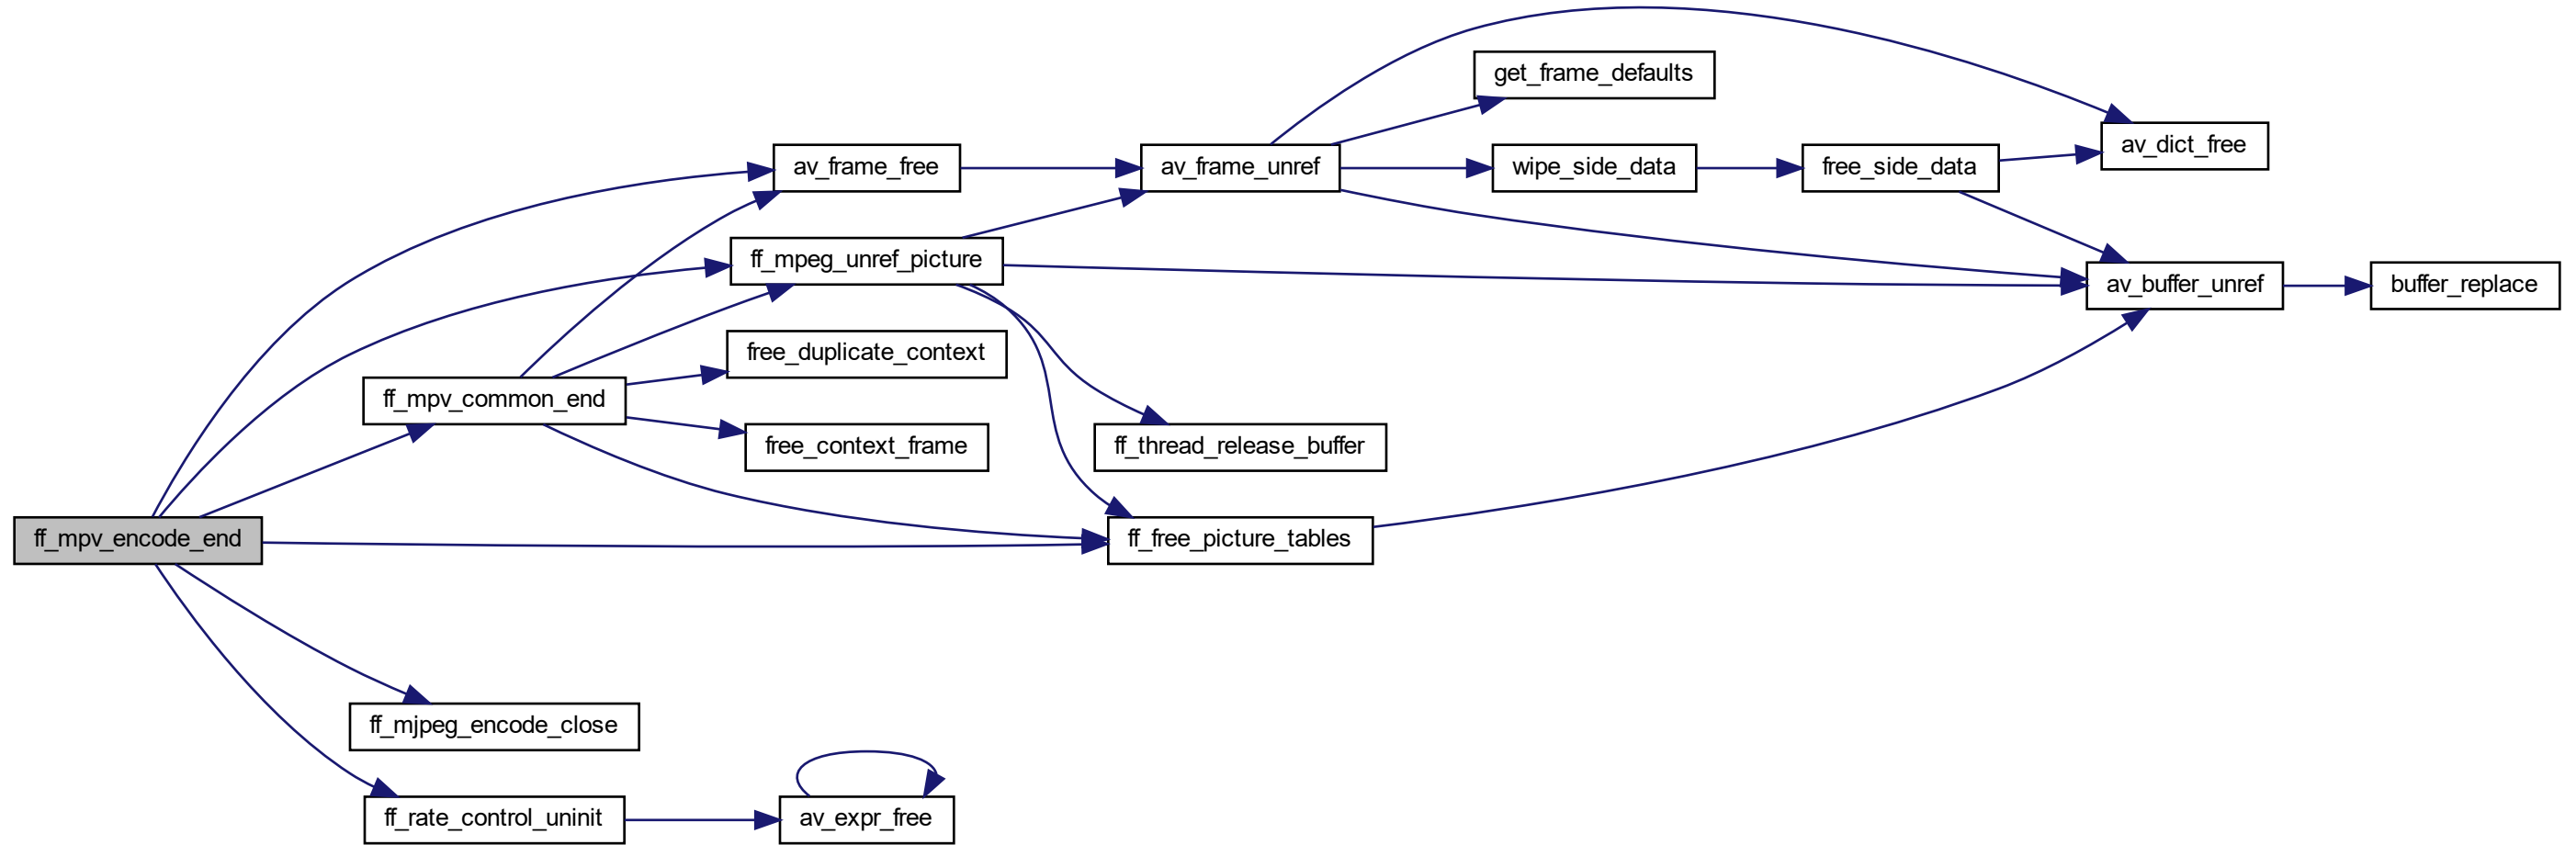 get_frame_defaults
av_dict_free
av_frame_free
av_frame_unref
wipe_side_data
free_side_data
ff_mpeg_unref_picture
av_buffer_unref
buffer_replace
free_duplicate_context
ff_mpv_common_end
free_context_frame
ff_thread_release_buffer
ff_mpv_encode_end
ff_free_picture_tables
ff_mjpeg_encode_close
ff_rate_control_uninit
av_expr_free